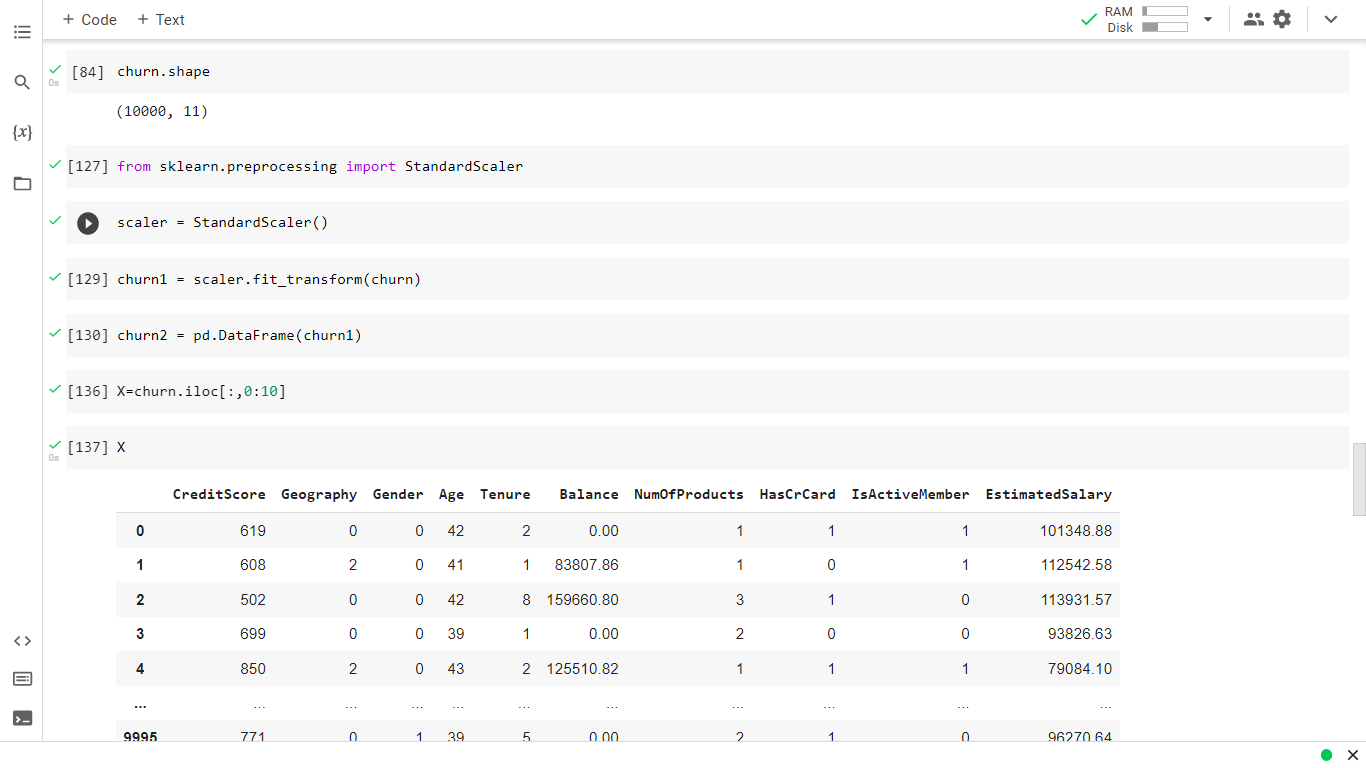 + Code + Text
RAM
Disk
[84] churn.shape
0s
(10000, 11)
{x}
[127] from sklearn.preprocessing import StandardScaler
scaler = StandardScaler()
[129] churn1 = scaler.fit_transform(churn)
[130] churn2 = pd.DataFrame(churn1)
[136] X=churn.iloc[:,0:10]
[137] X
0s
CreditScore Geography Gender Age Tenure Balance NumOfProducts HasCrCard IsActiveMember EstimatedSalary
0 619 0 0 42 2 0.00 1 1 1 101348.88
1 608 2 0 41 1 83807.86 1 0 1 112542.58
2 502 0 0 42 8 159660.80 3 1 0 113931.57
3 699 0 0 39 1 0.00 2 0 0 93826.63
4 850 2 0 43 2 125510.82 1 1 1 79084.10
... ... ... ... ... ... ... ... ... ... ...
9995 771 0 1 39 5 0.00 2 1 0 96270.64